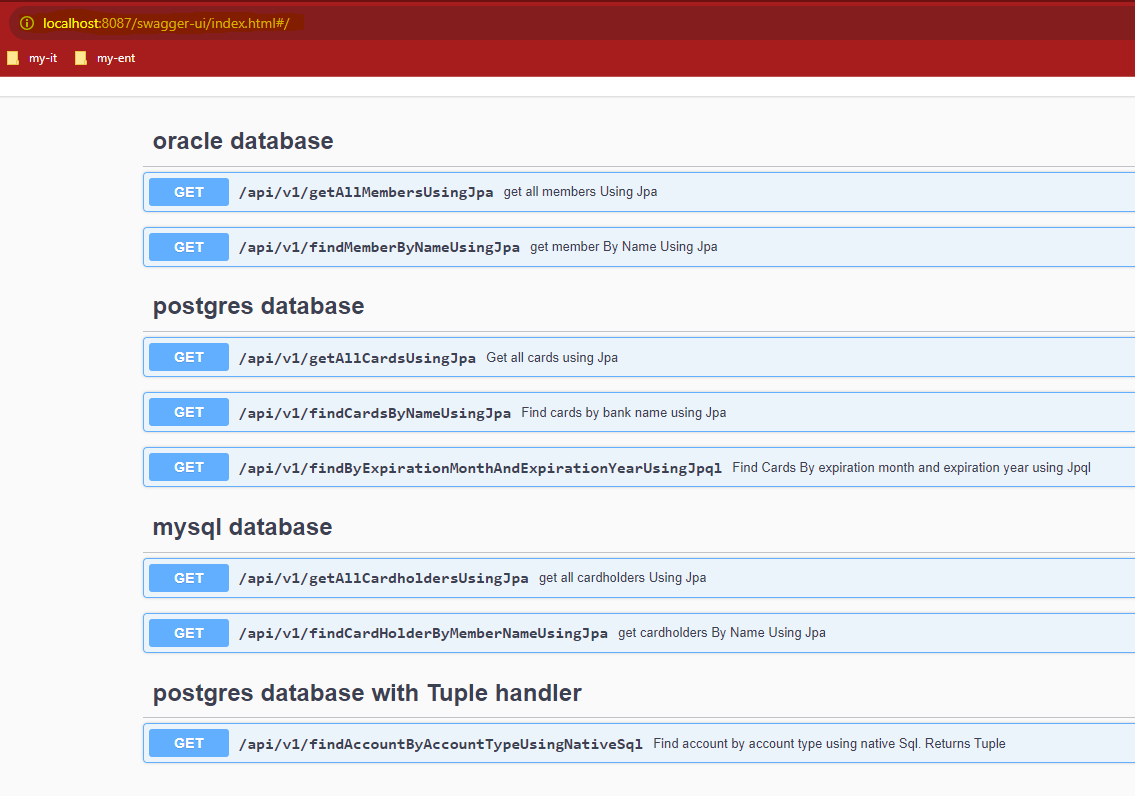 localhost:8087/swagger-ui/index.html#/
my-it my-ent
oracle database
GET /api/v1/getAllMembersUsingJpa get all members Using Jpa
GET /api/v1/findMemberByNameUsingJpa get member By Name Using Jpa
postgres database
GET /api/v1/getAllCardsUsingJpa Get all cards using Jpa
GET /api/v1/findCardsByNameUsingJpa Find cards by bank name using Jpa
GET /api/v1/findByExpirationMonthAndExpirationYearUsingJpql Find Cards By expiration month and expiration year using Jpql
mysql database
GET /api/v1/getAllCardholdersUsingJpa get all cardholders Using Jpa
GET /api/v1/findCardHolderByMemberNameUsingJpa get cardholders By Name Using Jpa
postgres database with Tuple handler
GET /api/v1/findAccountByAccountTypeUsingNativeSql Find account by account type using native Sql. Returns Tuple